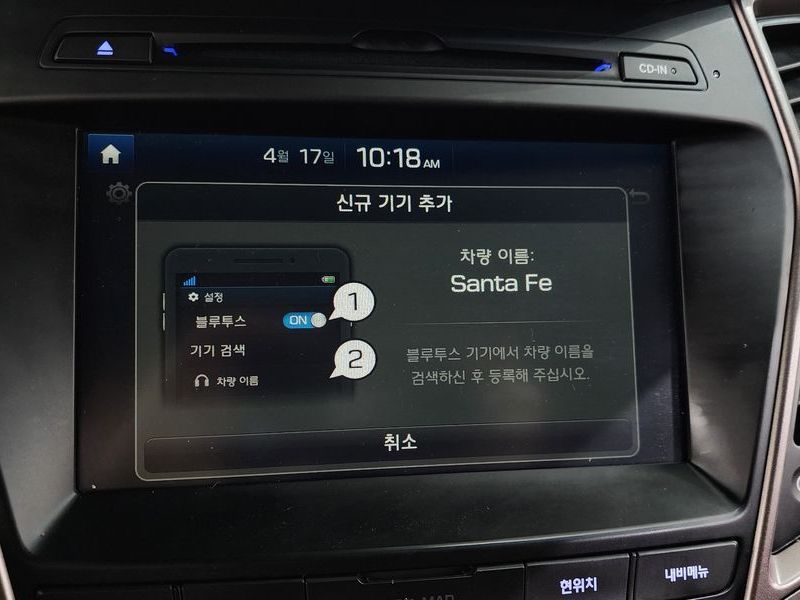 CD-IN
4월 17일 10:18 AM
신규 기기 추가
차량 이름:
Santa Fe
블루투스 기기에서 차량 이름을
검색하신 후 등록해 주십시오.
설정
블루투스 ON 1
기기 검색 2
차량 이름
취소
MAP
현위치
내비메뉴